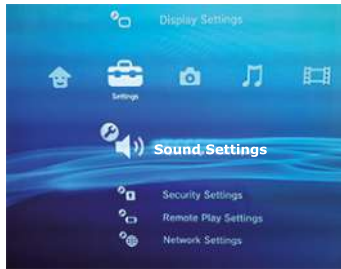 Display Settings
Settings
Sound Settings
Security Settings
Remote Play Settings
Network Settings